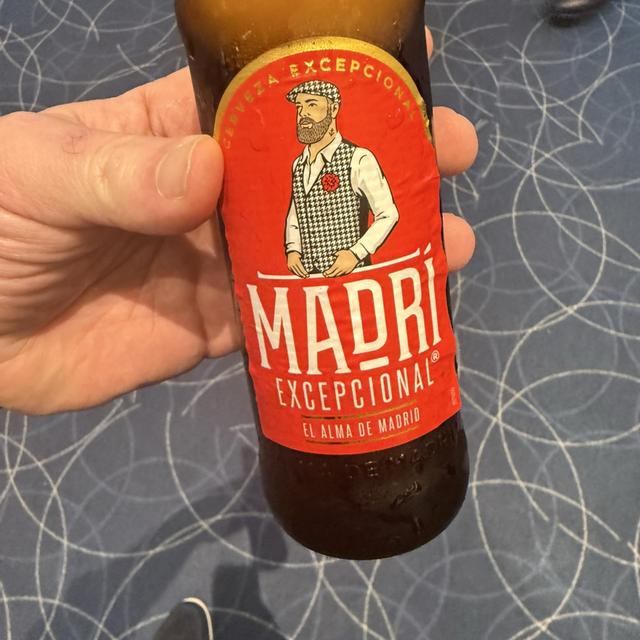 CERVEZA EXCEPCIONAL
MADRÍ
EXCEPCIONAL®
EL ALMA DE MADRID